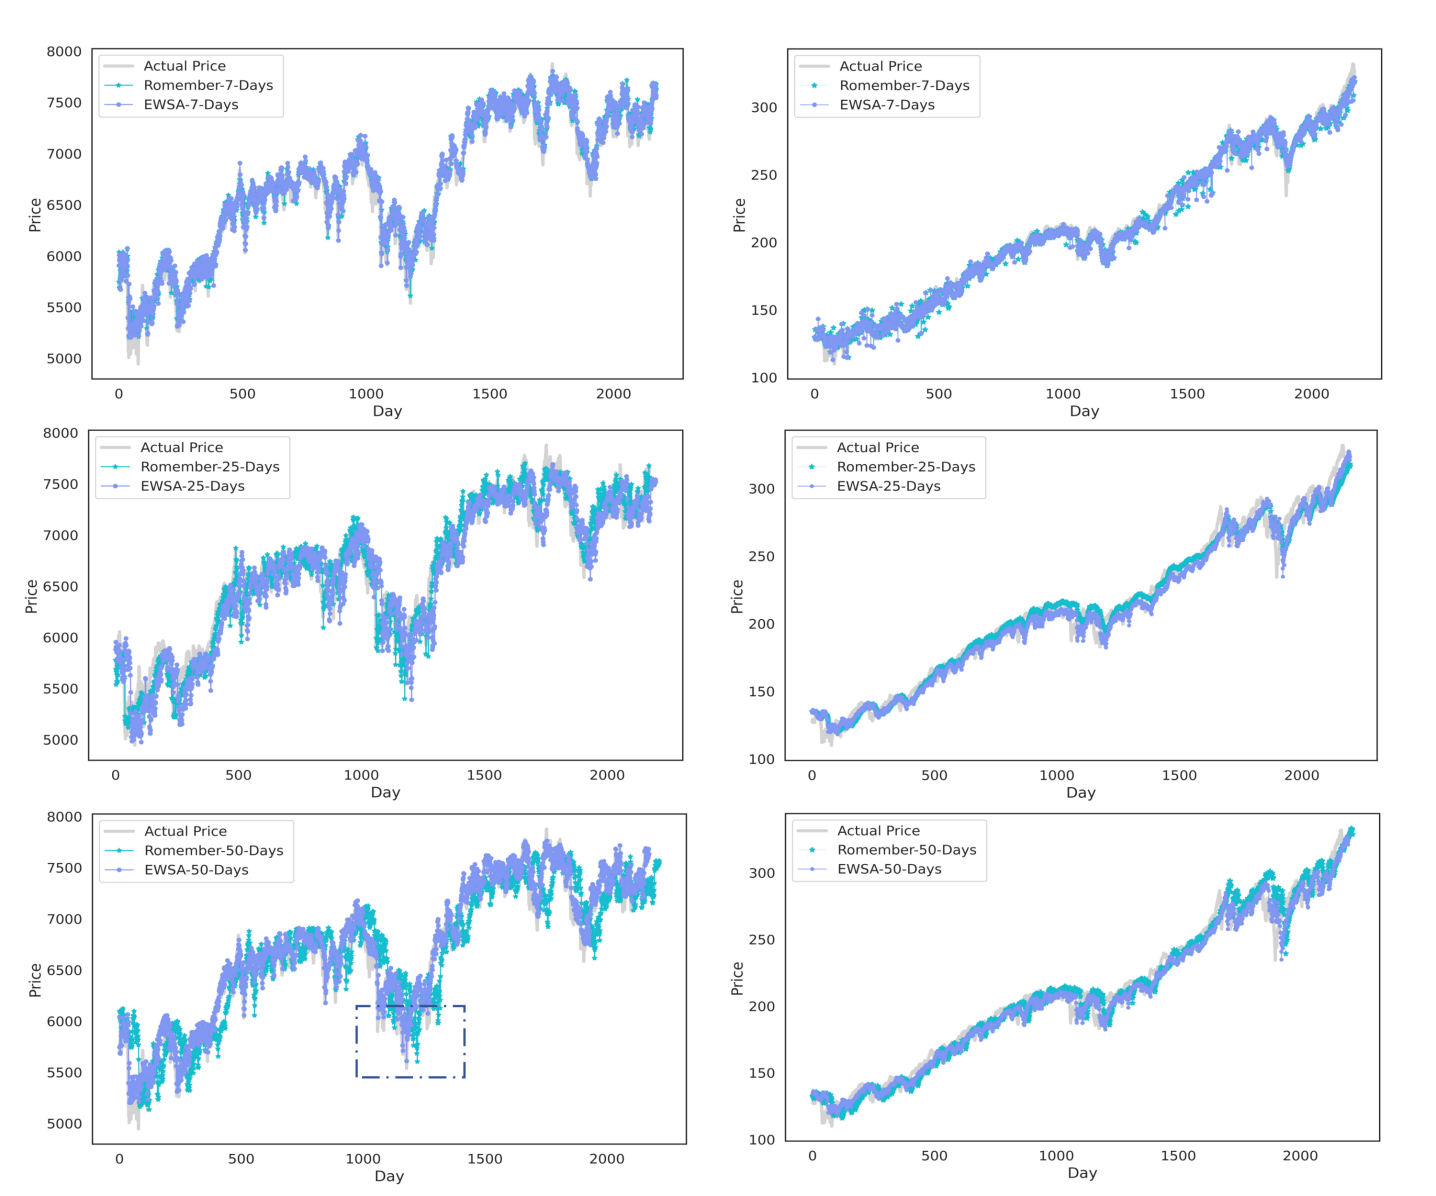 8000
7500
7000
6500
6000
5500
5000
Price
Actual Price
Romember-7-Days
EWSA-7-Days
0 500 1000 1500 2000
Day
300
250
200
150
100
Price
Actual Price
Romember-7-Days
EWSA-7-Days
0 500 1000 1500 2000
Day
8000
7500
7000
6500
6000
5500
5000
Price
Actual Price
Romember-25-Days
EWSA-25-Days
0 500 1000 1500 2000
Day
300
250
200
150
100
Price
Actual Price
Romember-25-Days
EWSA-25-Days
0 500 1000 1500 2000
Day
8000
7500
7000
6500
6000
5500
5000
Price
Actual Price
Romember-50-Days
EWSA-50-Days
0 500 1000 1500 2000
Day
300
250
200
150
100
Price
Actual Price
Romember-50-Days
EWSA-50-Days
0 500 1000 1500 2000
Day